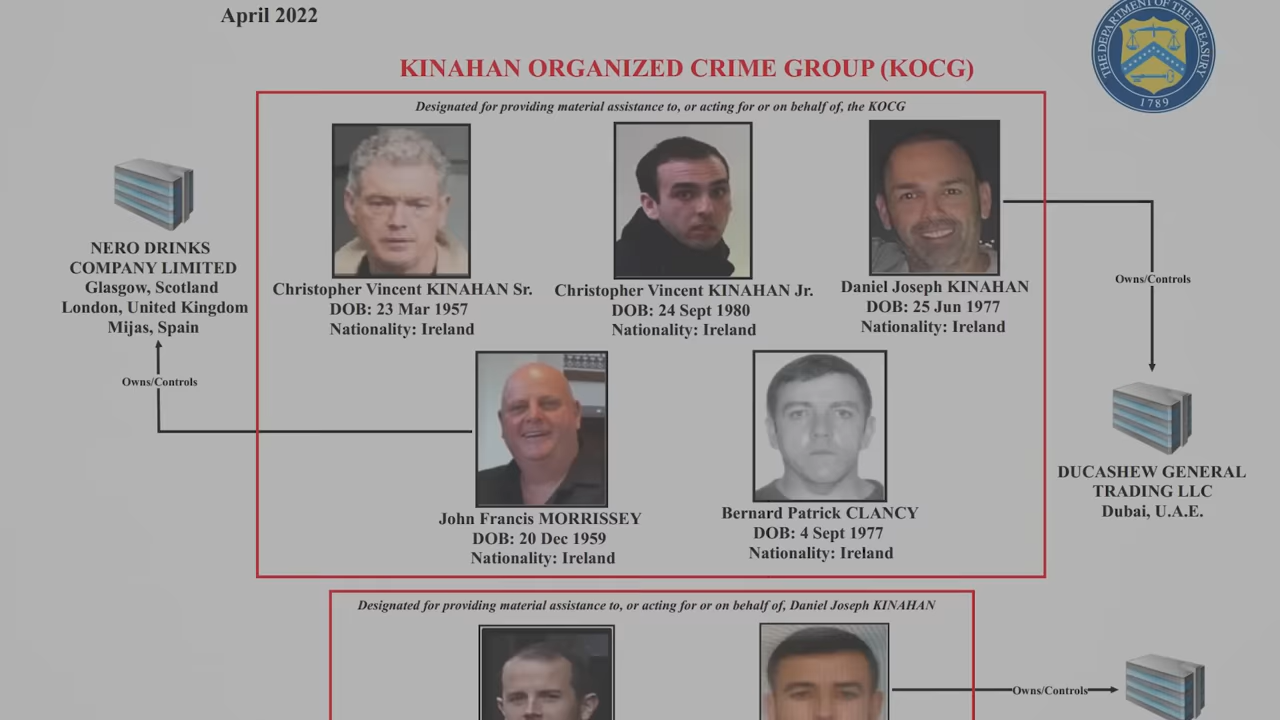 April 2022
THE DEPARTMENT OF THE TREASURY
1789
KINAHAN ORGANIZED CRIME GROUP (KOCG)
Designated for providing material assistance to, or acting for or on behalf of, the KOCG
NERO DRINKS
COMPANY LIMITED
Glasgow, Scotland
London, United Kingdom
Mijas, Spain
Christopher Vincent KINAHAN Sr.
DOB: 23 Mar 1957
Nationality: Ireland
Christopher Vincent KINAHAN Jr.
DOB: 24 Sept 1980
Nationality: Ireland
Daniel Joseph KINAHAN
DOB: 25 Jun 1977
Nationality: Ireland
Owns/Controls
Owns/Controls
John Francis MORRISSEY
DOB: 20 Dec 1959
Nationality: Ireland
Bernard Patrick CLANCY
DOB: 4 Sept 1977
Nationality: Ireland
DUCASHEW GENERAL
TRADING LLC
Dubai, U.A.E.
Designated for providing material assistance to, or acting for or on behalf of, Daniel Joseph KINAHAN
Owns/Controls